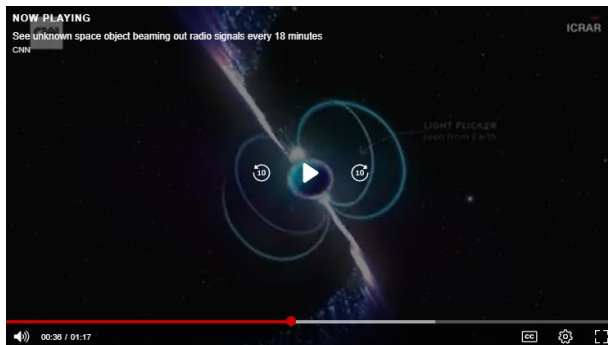 NOW PLAYING
See unknown space object beaming out radio signals every 18 minutes
CNN
ICRAR
LIGHT FLICKER
seen from Earth
10
10
00:36 / 01:17
CC